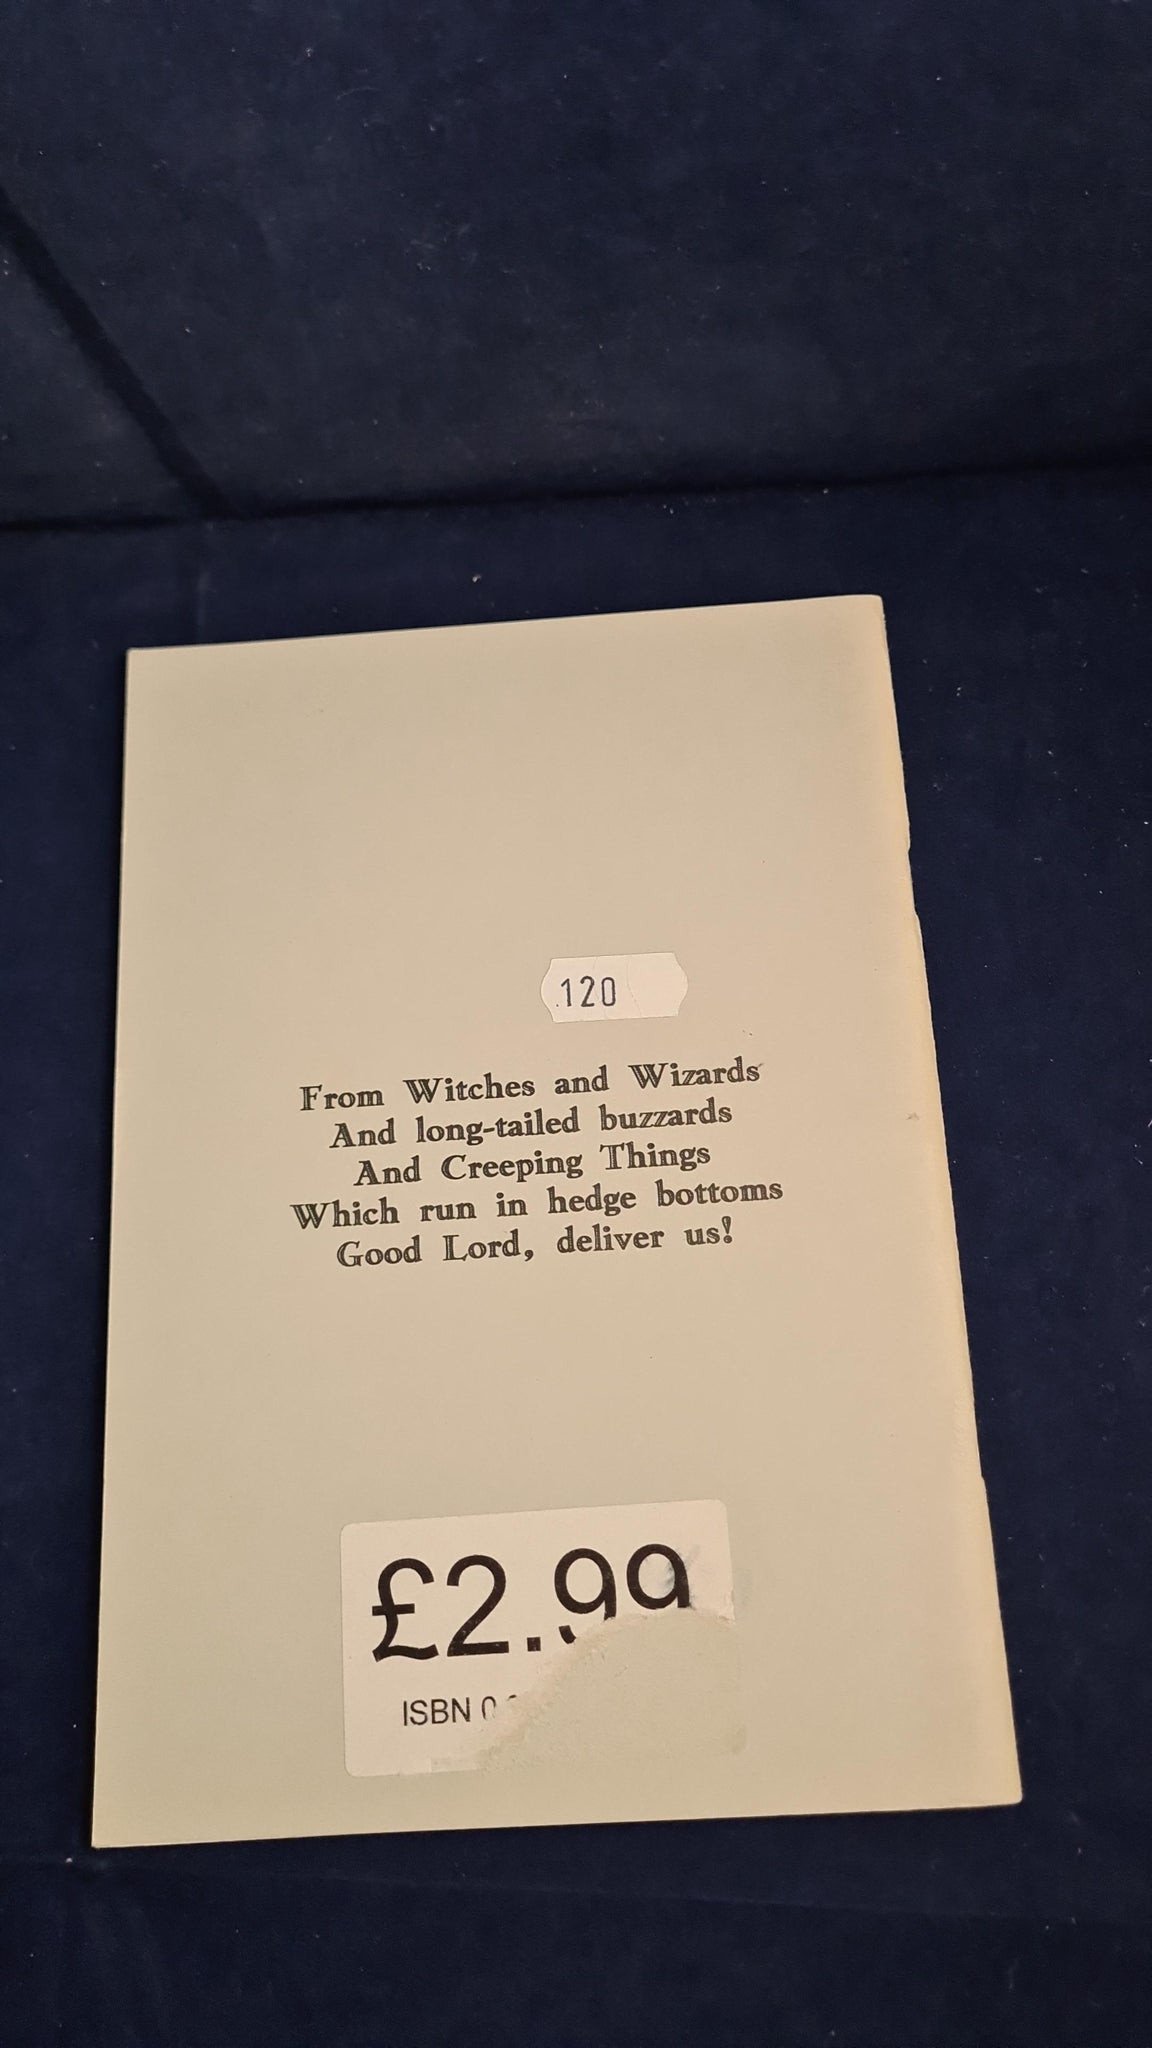 .120
From Witches and Wizards
And long-tailed buzzards
And Creeping Things
Which run in hedge bottoms
Good Lord, deliver us!
£2.99
ISBN 0